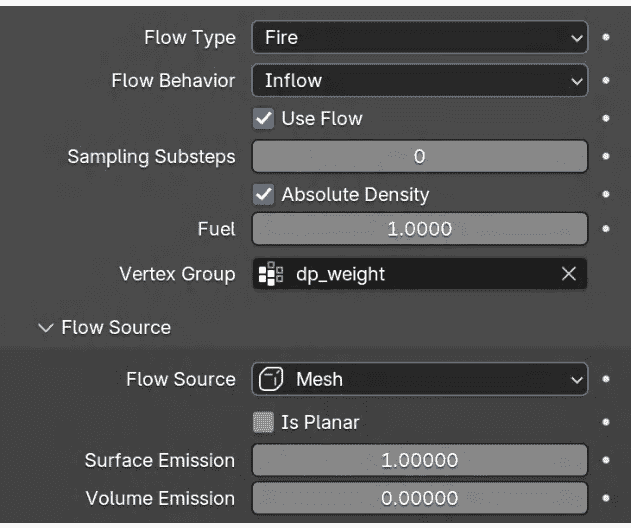 Flow Type Fire
Flow Behavior Inflow
Use Flow
Sampling Substeps 0
Absolute Density
Fuel 1.0000
Vertex Group dp_weight
Flow Source
Flow Source Mesh
Is Planar
Surface Emission 1.00000
Volume Emission 0.00000